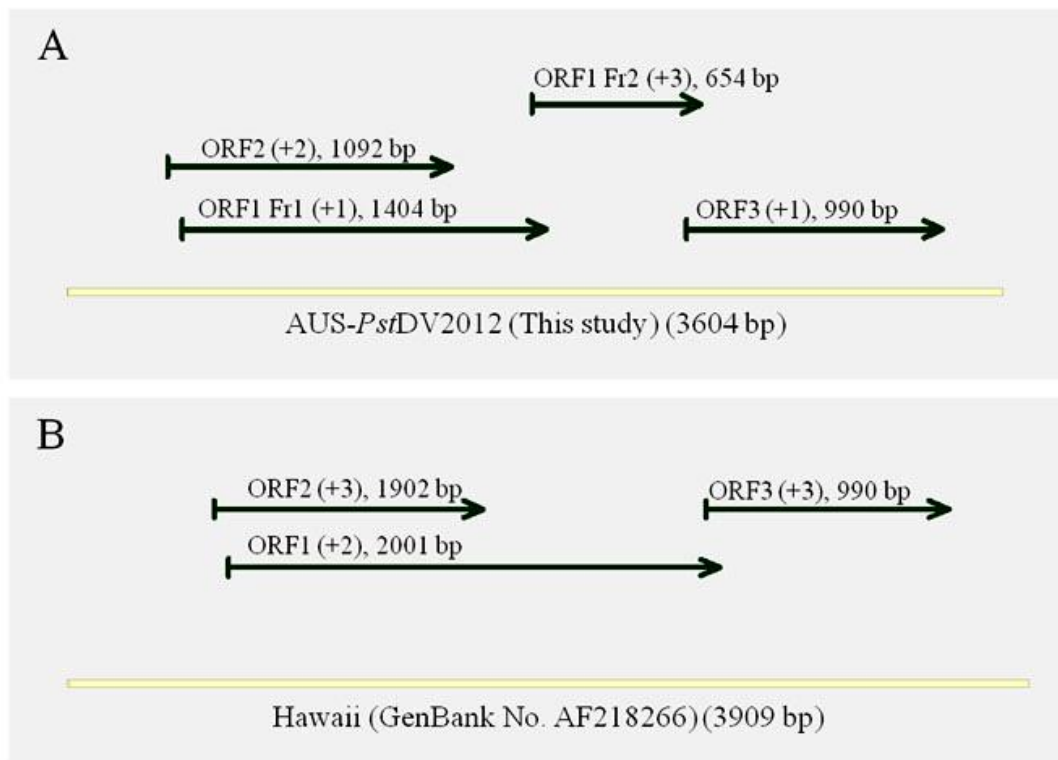 A
ORF1 Fr2 (+3), 654 bp
ORF2 (+2), 1092 bp
ORF1 Fr1 (+1), 1404 bp
ORF3 (+1), 990 bp
AUS-PstDV2012 (This study) (3604 bp)
B
ORF2 (+3), 1902 bp
ORF3 (+3), 990 bp
ORF1 (+2), 2001 bp
Hawaii (GenBank No. AF218266) (3909 bp)